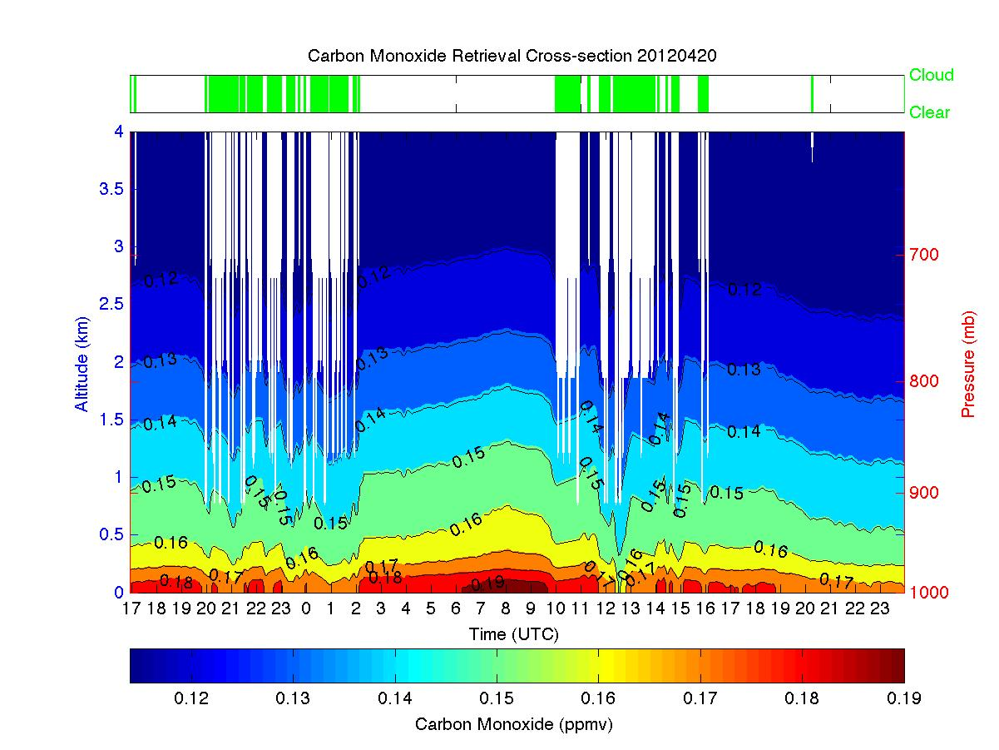 Carbon Monoxide Retrieval Cross-section 20120420
Cloud
Clear
4
3.5
3
2.5
2
1.5
1
0.5
0
Altitude (km)
700
800
900
1000
Pressure (mb)
0.12 0.12 0.12
0.13 0.13 0.13
0.14 0.14 0.14 0.14 0.14
0.15 0.15 0.15 0.15 0.15 0.15 0.15 0.15 0.15
0.16 0.16 0.16 0.16 0.16
0.17 0.17 0.17 0.17 0.17
0.18 0.18 0.19
17 18 19 20 21 22 23 0 1 2 3 4 5 6 7 8 9 10 11 12 13 14 15 16 17 18 19 20 21 22 23
Time (UTC)
0.12 0.13 0.14 0.15 0.16 0.17 0.18 0.19
Carbon Monoxide (ppmv)